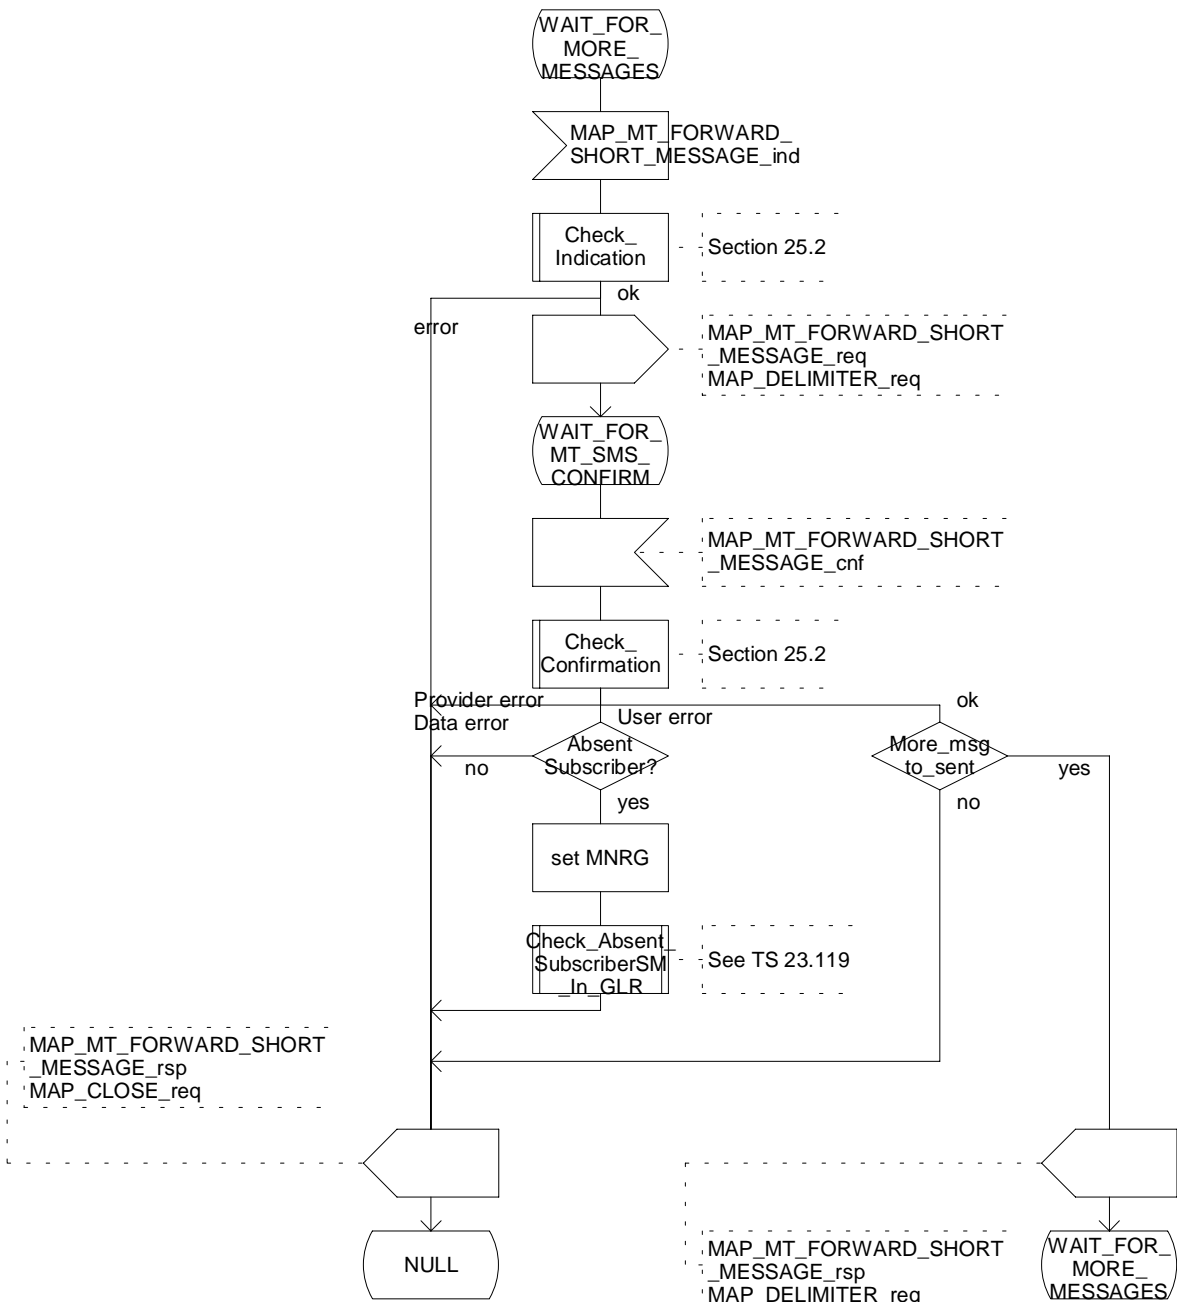 WAIT_FOR_
MORE_
MESSAGES
MAP_MT_FORWARD_
SHORT_MESSAGE_ind
Check_
Indication
Section 25.2
ok
error
MAP_MT_FORWARD_SHORT
_MESSAGE_req
MAP_DELIMITER_req
WAIT_FOR_
MT_SMS_
CONFIRM
MAP_MT_FORWARD_SHORT
_MESSAGE_cnf
Check_
Confirmation
Section 25.2
Provider error
Data error
User error
ok
Absent
Subscriber?
no
yes
More_msg
to_sent
yes
no
set MNRG
Check_Absent_
SubscriberSM
_In_GLR
See TS 23.119
MAP_MT_FORWARD_SHORT
_MESSAGE_rsp
MAP_CLOSE_req
NULL
MAP_MT_FORWARD_SHORT
_MESSAGE_rsp
MAP_DELIMITER_req
WAIT_FOR_
MORE_
MESSAGES